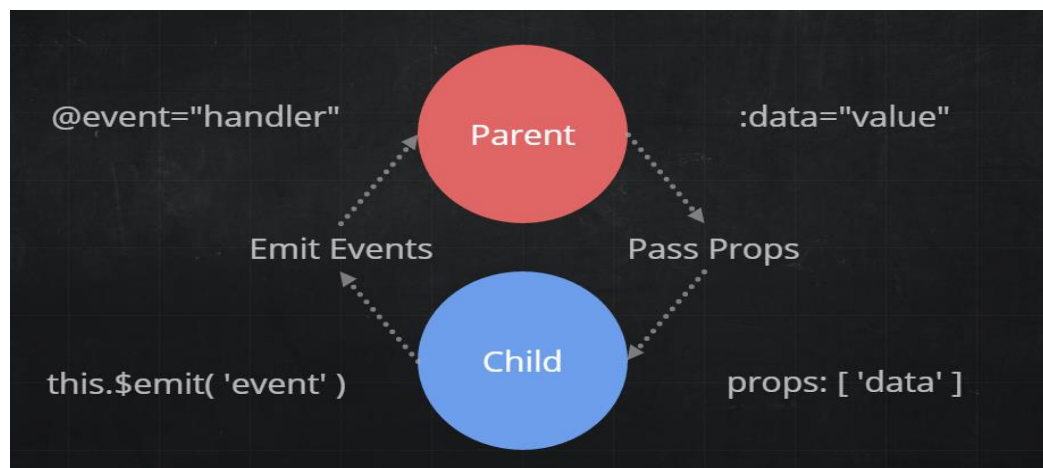 @event="handler"
Parent
:data="value"
Emit Events
Pass Props
this.$emit( 'event' )
Child
props: [ 'data' ]